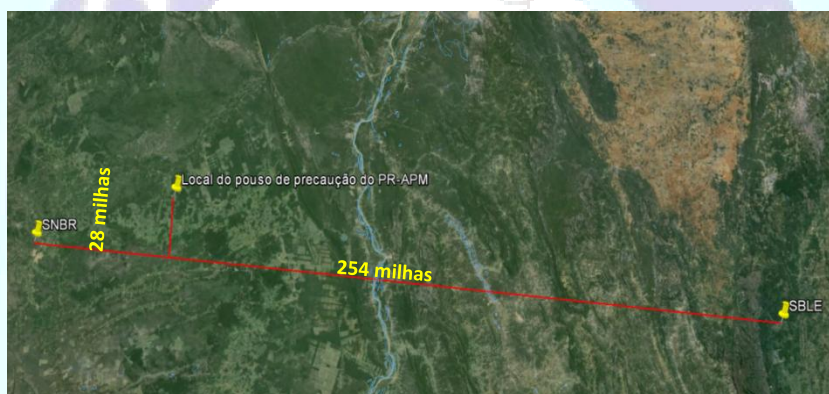 Local do pouso de precaução do PR-APM
SNBR
28 milhas
254 milhas
SBLE